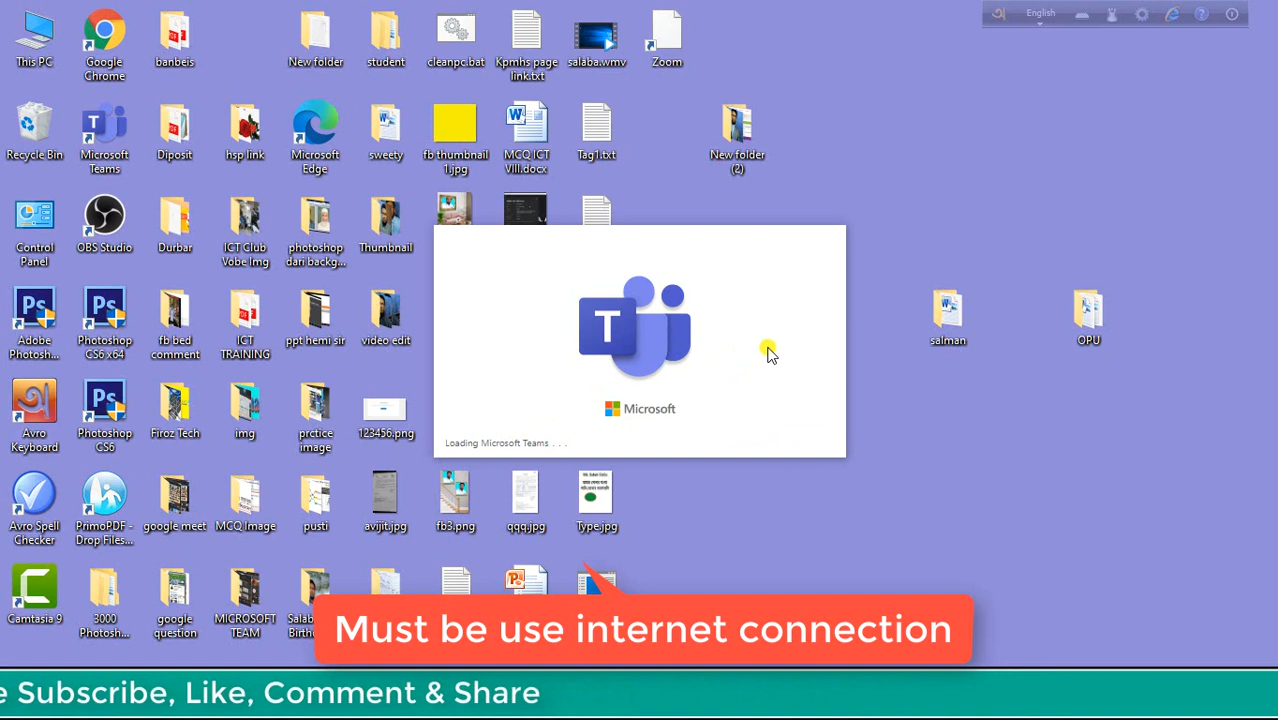 English
This PC
Google
Chrome
banbeis
New folder
student
cleanpc.bat
Kpmhs page
link.txt
salaba.wmv
Zoom
Recycle Bin
Microsoft
Teams
Diposit
hsp link
Microsoft
Edge
sweety
fb thumbnail
1.jpg
MCQ ICT
VIII.docx
Tag1.txt
New folder
(2)
Control
Panel
OBS Studio
Durbar
ICT Club
Vobe Img
photoshop
dari backg...
Thumbnail
Adobe
Photosh...
Photoshop
CS6 x64
fb bed
comment
ICT
TRAINING
ppt hemi sir
video edit
T
Microsoft
Loading Microsoft Teams . . .
salman
OPU
Avro
Keyboard
Photoshop
CS6
Firoz Tech
img
prctice
image
123456.png
Avro Spell
Checker
PrimoPDF -
Drop Files...
google meet
MCQ Image
pusti
avijit.jpg
fb3.png
qqq.jpg
Type.jpg
Camtasia 9
3000
Photosh...
google
question
MICROSOFT
TEAM
Must be use internet connection
e Subscribe, Like, Comment & Share